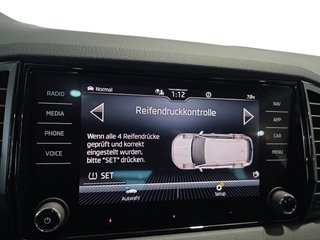 Normal
1:12
RADIO
MEDIA
PHONE
VOICE
NAV
APP
CAR
MENU
Reifendruckkontrolle
Wenn alle 4 Reifendrücke
geprüft und korrekt
eingestellt wurden,
bitte "SET" drücken.
SET
Auswahl
Setup